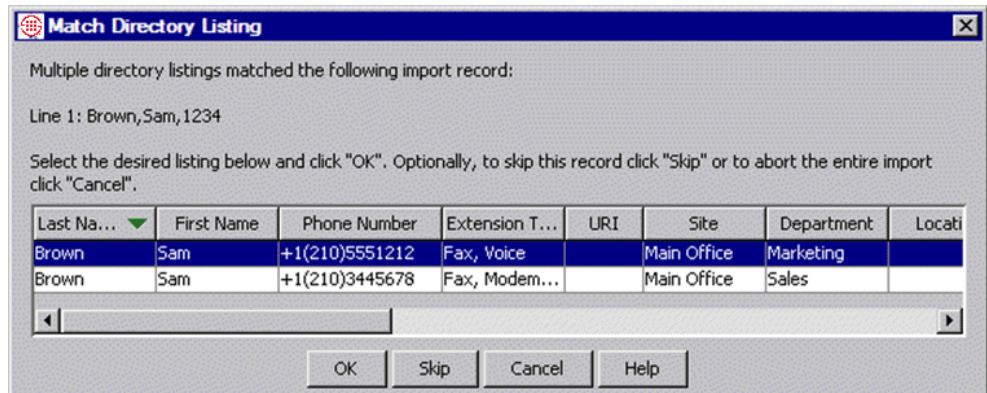 Match Directory Listing
Multiple directory listings matched the following import record:
Line 1: Brown,Sam,1234
Select the desired listing below and click "OK". Optionally, to skip this record click "Skip" or to abort the entire import
click "Cancel".
Last Na... First Name Phone Number Extension T... URI Site Department Locati
Brown Sam +1(210)5551212 Fax, Voice Main Office Marketing
Brown Sam +1(210)3445678 Fax, Modem... Main Office Sales
OK Skip Cancel Help